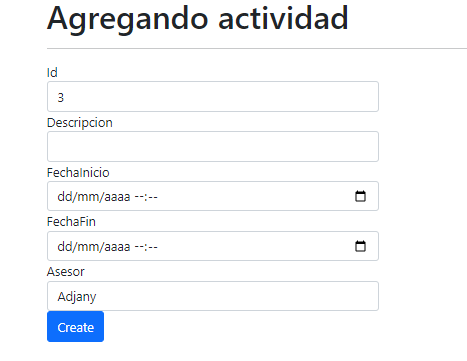 Agregando actividad
Id
3
Descripcion
FechaInicio
dd/mm/aaaa --:--
FechaFin
dd/mm/aaaa --:--
Asesor
Adjany
Create